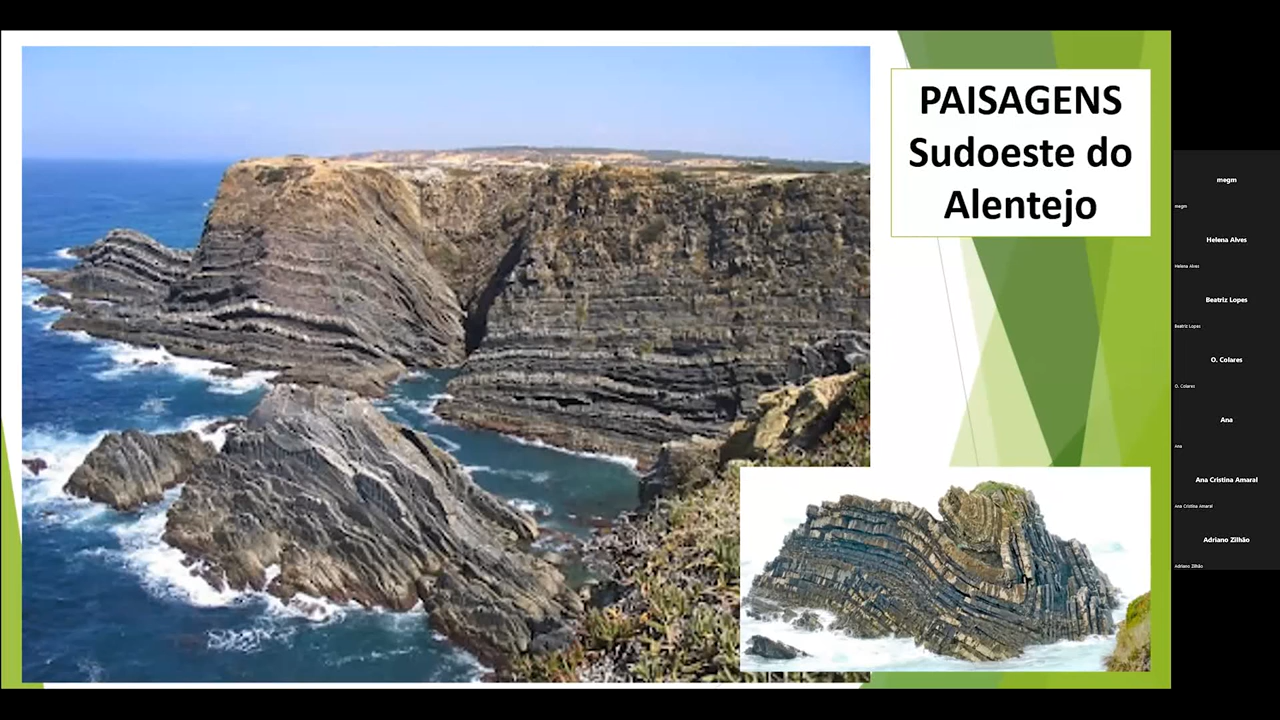 PAISAGENS
Sudoeste do
Alentejo
megm
megm
Helena Alves
Helena Alves
Beatriz Lopes
Beatriz Lopes
O. Colares
O. Colares
Ana
Ana
Ana Cristina Amaral
Ana Cristina Amaral
Adriano Zilhão
Adriano Zilhão